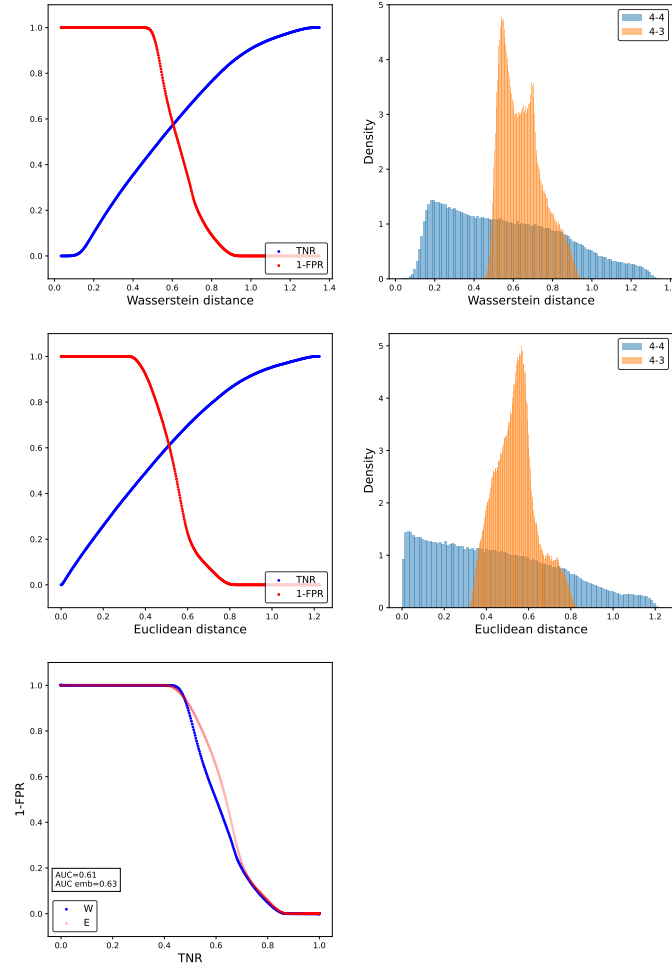 1.0
0.8
0.6
0.4
0.2
0.0
0.0 0.2 0.4 0.6 0.8 1.0 1.2 1.4
Wasserstein distance
TNR
1-FPR
5
4
3
2
1
0
Density
0.0 0.2 0.4 0.6 0.8 1.0 1.2 1.4
Wasserstein distance
4-4
4-3
1.0
0.8
0.6
0.4
0.2
0.0
0.0 0.2 0.4 0.6 0.8 1.0 1.2
Euclidean distance
TNR
1-FPR
5
4
3
2
1
0
Density
0.0 0.2 0.4 0.6 0.8 1.0 1.2
Euclidean distance
4-4
4-3
1.0
0.8
0.6
0.4
0.2
0.0
1-FPR
AUC=0.61
AUC emb=0.63
W
E
0.0 0.2 0.4 0.6 0.8 1.0
TNR